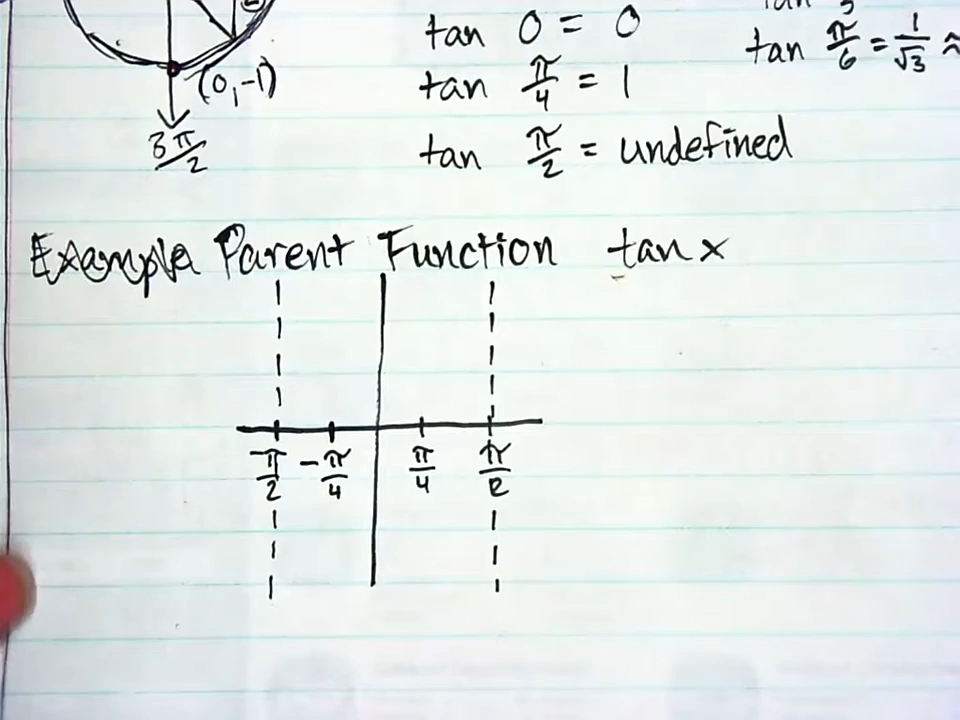 tan 0 = 0
tan π/6 = 1/√3 ≈
tan π/4 = 1
(0,-1)
3π/2
tan π/2 = undefined
Example Parent Function tan x
-π/2 -π/4 π/4 π/2